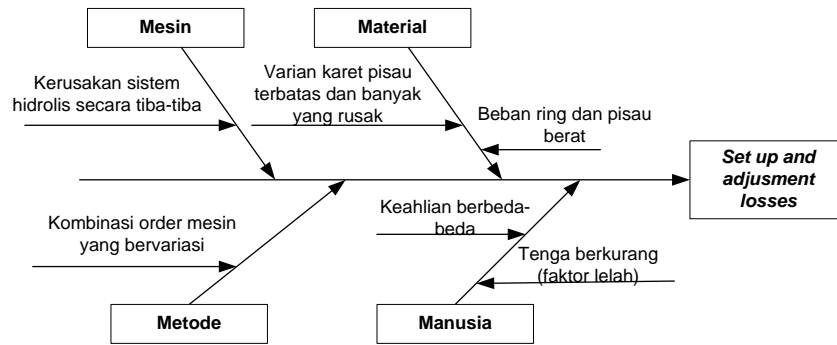 Mesin
Material
Kerusakan sistem
hidrolis secara tiba-tiba
Varian karet pisau
terbatas dan banyak
yang rusak
Beban ring dan pisau
berat
Set up and
adjusment
losses
Kombinasi order mesin
yang bervariasi
Keahlian berbeda-
beda
Tenga berkurang
(faktor lelah)
Metode
Manusia